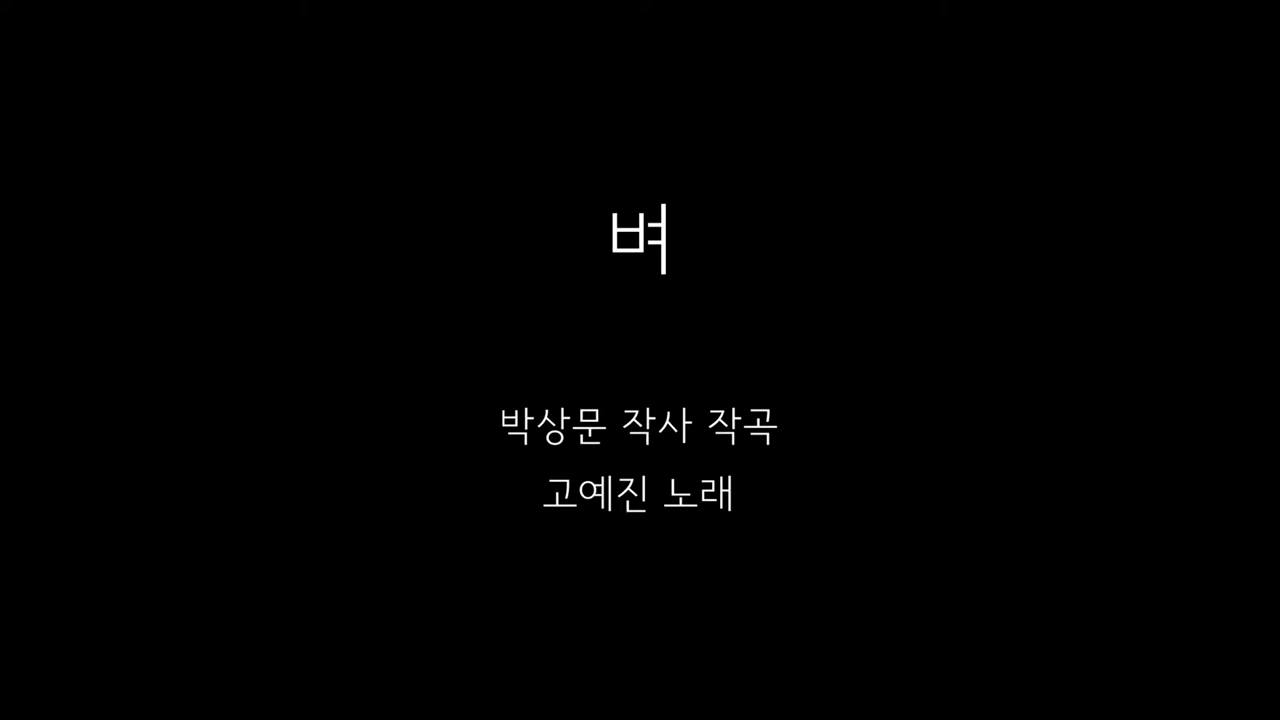 벼
박상문 작사 작곡
고예진 노래